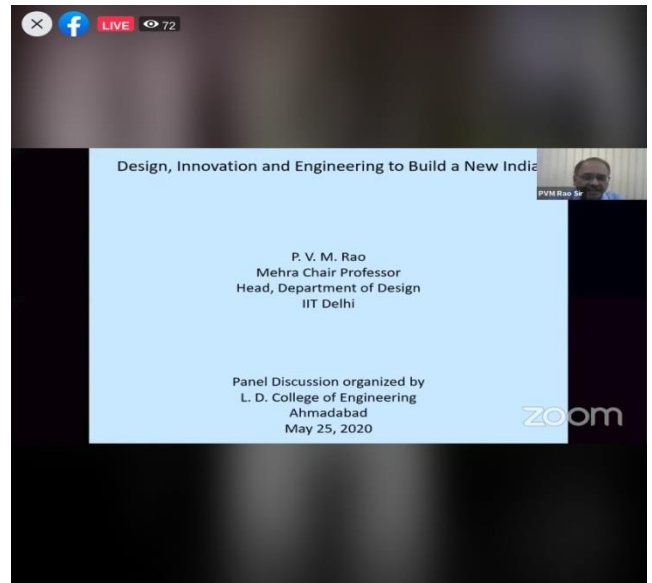 LIVE 72
Design, Innovation and Engineering to Build a New India
PVM Rao Sir
P. V. M. Rao
Mehra Chair Professor
Head, Department of Design
IIT Delhi
Panel Discussion organized by
L. D. College of Engineering
Ahmadabad
May 25, 2020
zoom